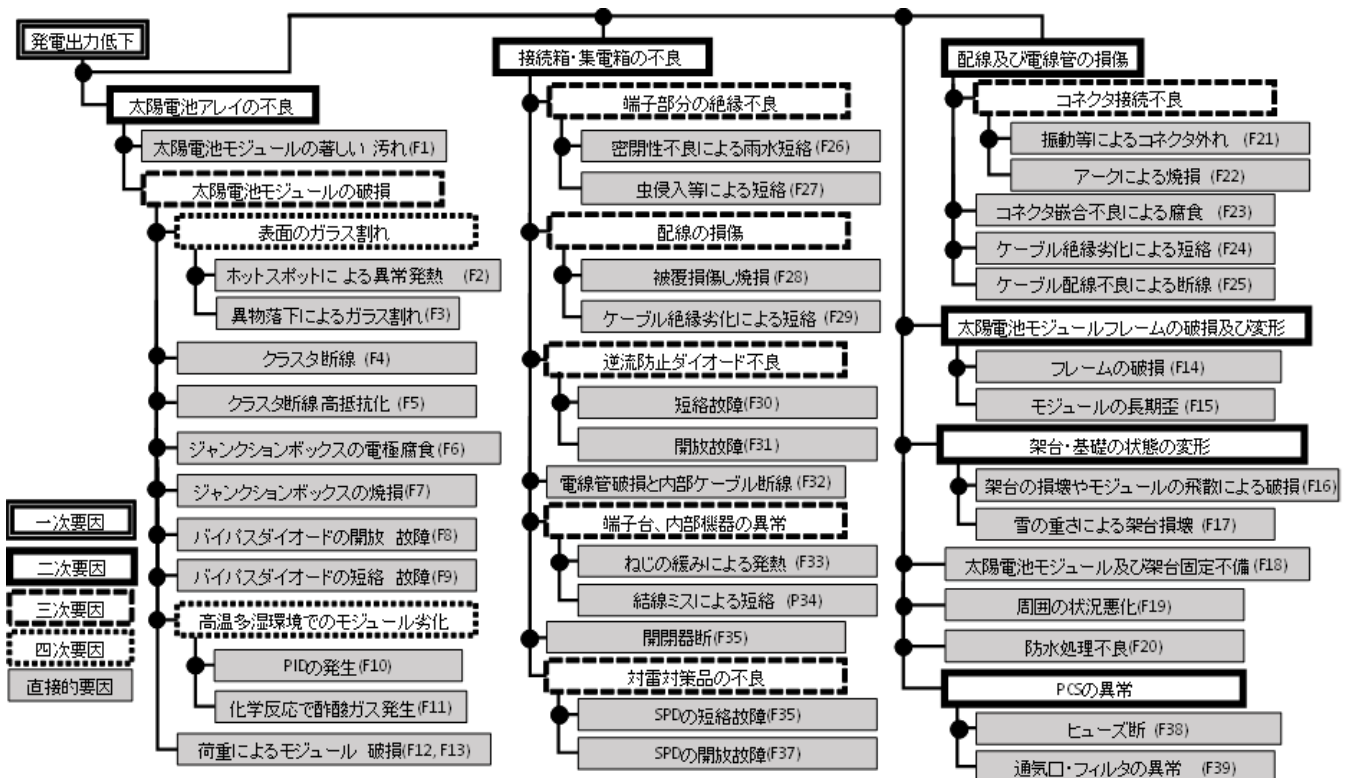 発電出力低下
太陽電池アレイの不良
太陽電池モジュールの著しい 汚れ(F1)
太陽電池モジュールの破損
表面のガラス割れ
ホットスポットに よる異常発熱 (F2)
異物落下によるガラス割れ(F3)
クラスタ断線 (F4)
クラスタ断線高抵抗化 (F5)
ジャンクションボックスの電極腐食(F6)
ジャンクションボックスの焼損(F7)
バイパスダイオードの開放 故障(F8)
バイパスダイオードの短絡 故障(F9)
高温多湿環境でのモジュール劣化
PIDの発生(F10)
化学反応で酢酸ガス発生(F11)
荷重によるモジュール 破損(F12, F13)
一次要因
二次要因
三次要因
四次要因
直接的要因
接続箱・集電箱の不良
端子部分の絶縁不良
密閉性不良による雨水短絡(F26)
虫侵入等による短絡(F27)
配線の損傷
被覆損傷し焼損(F28)
ケーブル絶縁劣化による短絡 (F29)
逆流防止ダイオード不良
短絡故障(F30)
開放故障(F31)
電線管破損と内部ケーブル断線(F32)
端子台、内部機器の異常
ねじの緩みによる発熱 (F33)
結線ミスによる短絡 (P34)
開閉器断(F35)
対雷対策品の不良
SPDの短絡故障(F35)
SPDの開放故障(F37)
配線及び電線管の損傷
コネクタ接続不良
振動等によるコネクタ外れ (F21)
アークによる焼損 (F22)
コネクタ嵌合不良による腐食 (F23)
ケーブル絶縁劣化による短絡 (F24)
ケーブル配線不良による断線 (F25)
太陽電池モジュールフレームの破損及び変形
フレームの破損 (F14)
モジュールの長期歪(F15)
架台・基礎の状態の変形
架台の損壊やモジュールの飛散による破損(F16)
雪の重さによる架台損壊 (F17)
太陽電池モジュール及び架台固定不備(F18)
周囲の状況悪化(F19)
防水処理不良(F20)
PCSの異常
ヒューズ断 (F38)
通気口・フィルタの異常 (F39)